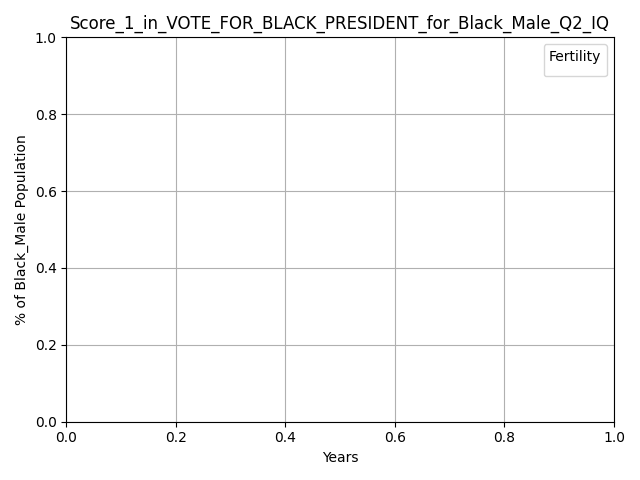 Score_1_in_VOTE_FOR_BLACK_PRESIDENT_for_Black_Male_Q2_IQ
Fertility
% of Black_Male Population
1.0
0.8
0.6
0.4
0.2
0.0
0.0 0.2 0.4 0.6 0.8 1.0
Years